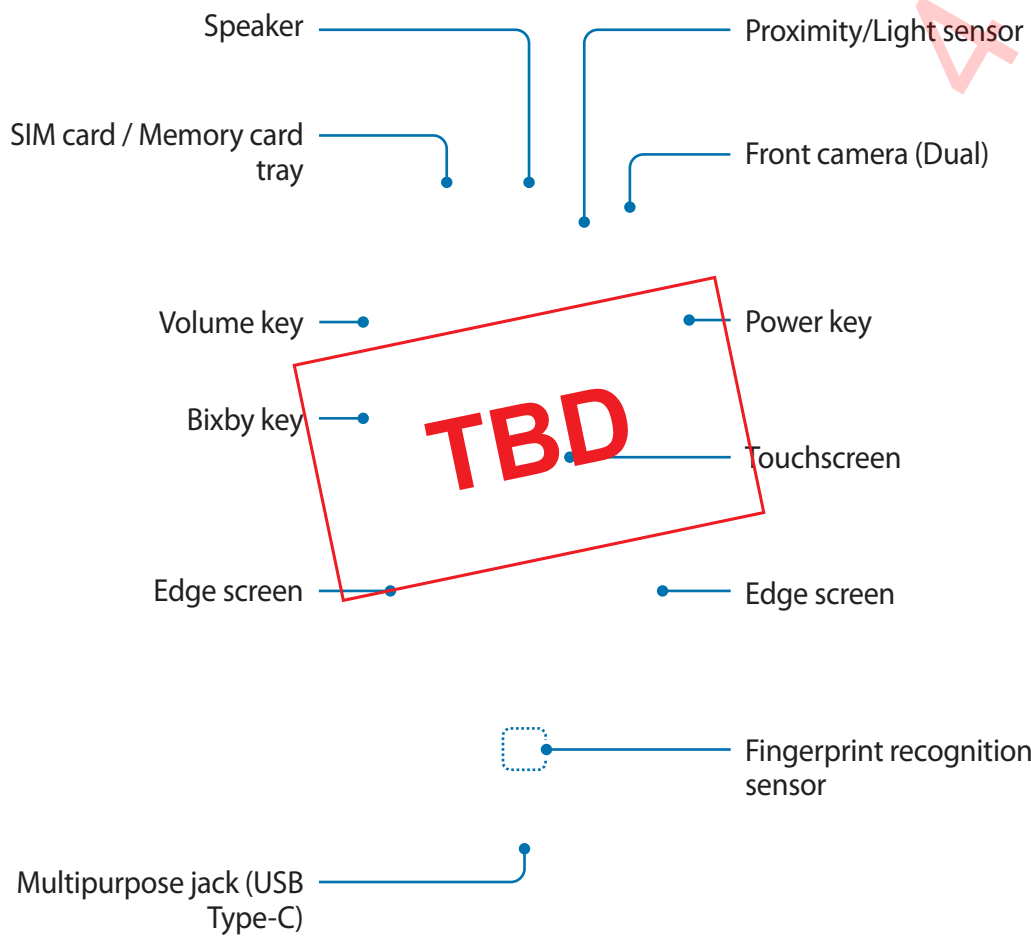 Speaker
Proximity/Light sensor
SIM card / Memory card
tray
Front camera (Dual)
Volume key
Power key
Bixby key
TBD
Touchscreen
Edge screen
Edge screen
Fingerprint recognition
sensor
Multipurpose jack (USB
Type-C)